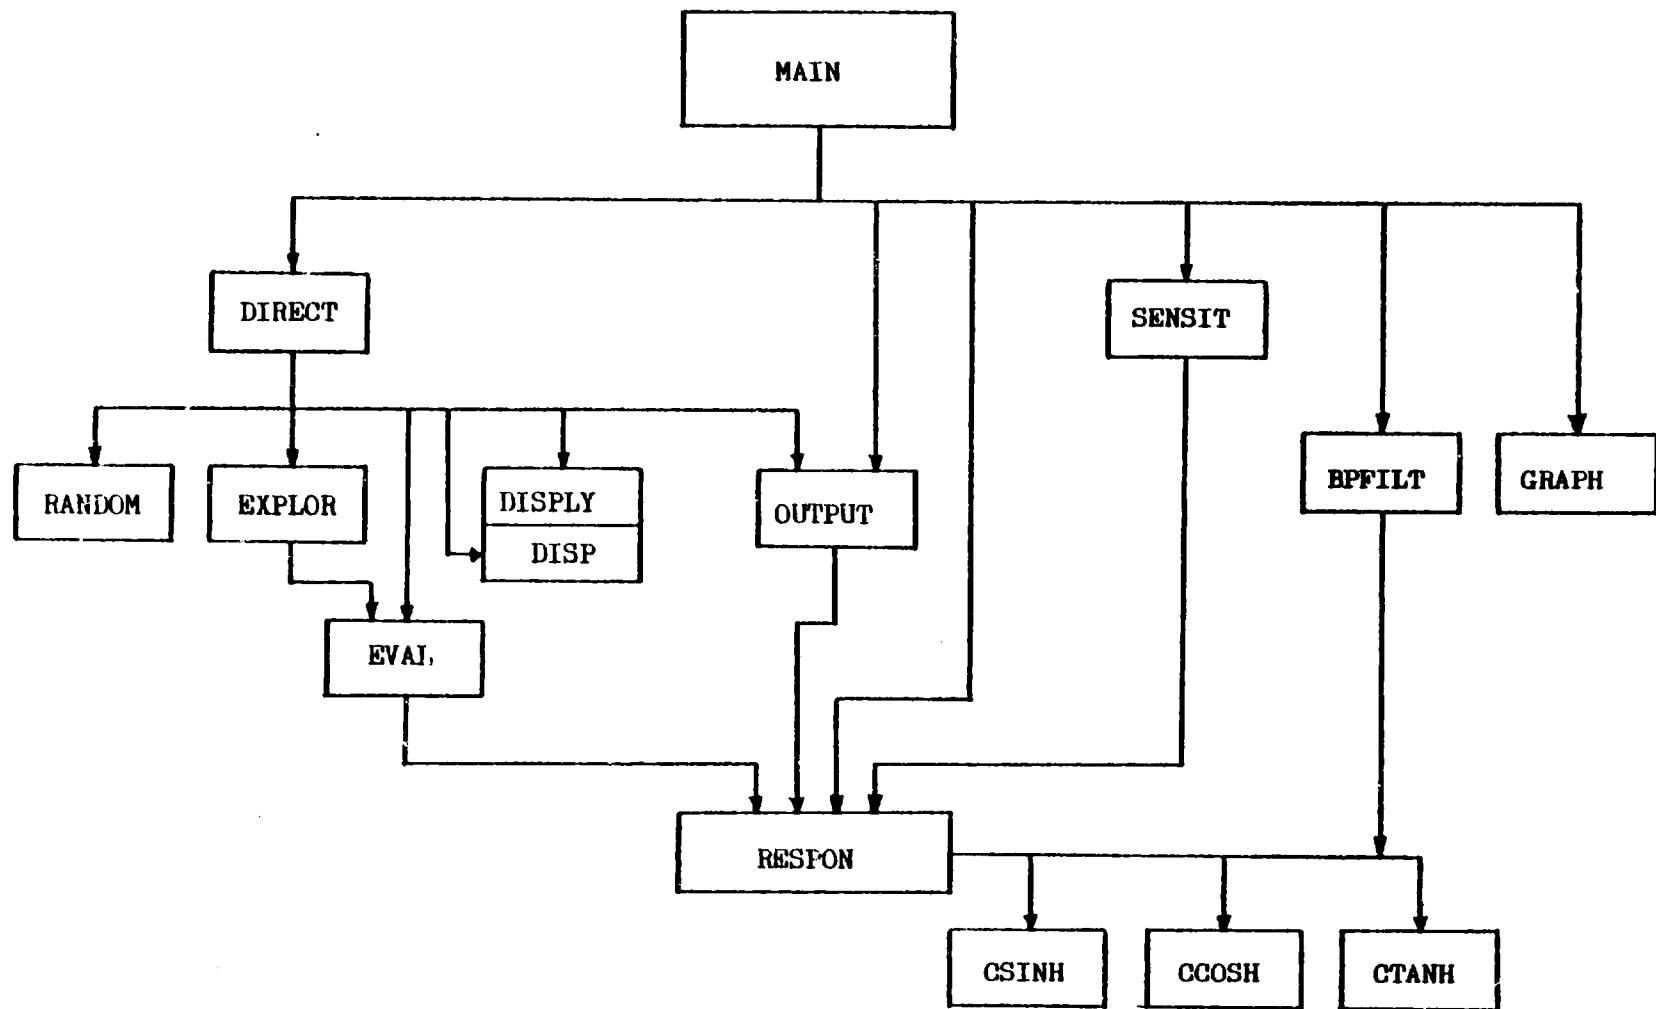 MAIN
DIRECT
SENSIT
RANDOM
EXPLOR
DISPLY
DISP
OUTPUT
BPFILT
GRAPH
EVAL
RESPON
CSINH
CCOSH
CTANH